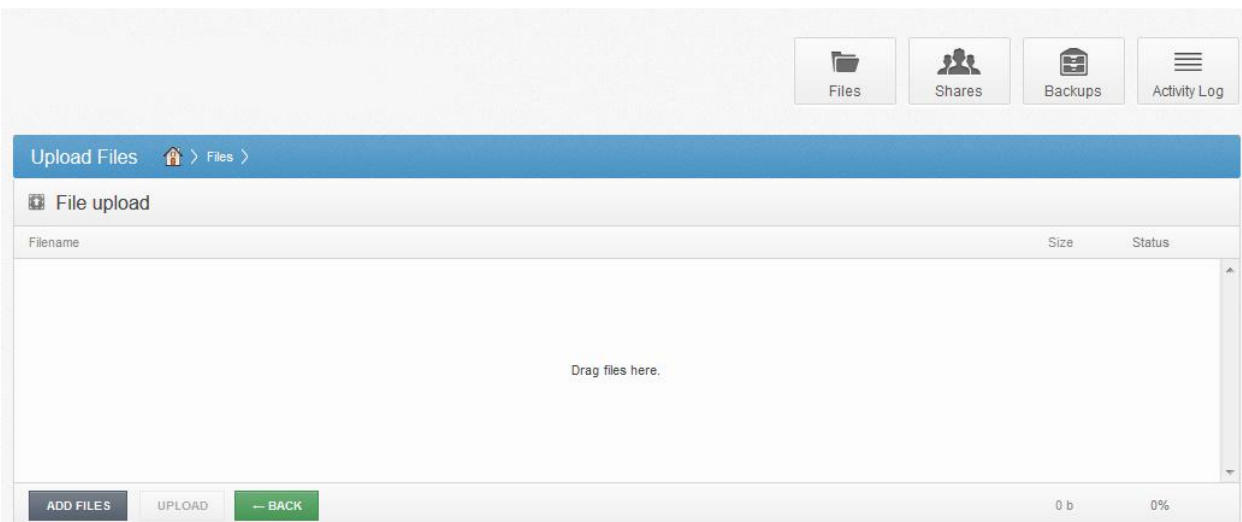 Files Shares Backups Activity Log
Upload Files Files
File upload
Filename Size Status
Drag files here.
ADD FILES UPLOAD ← BACK 0 b 0%